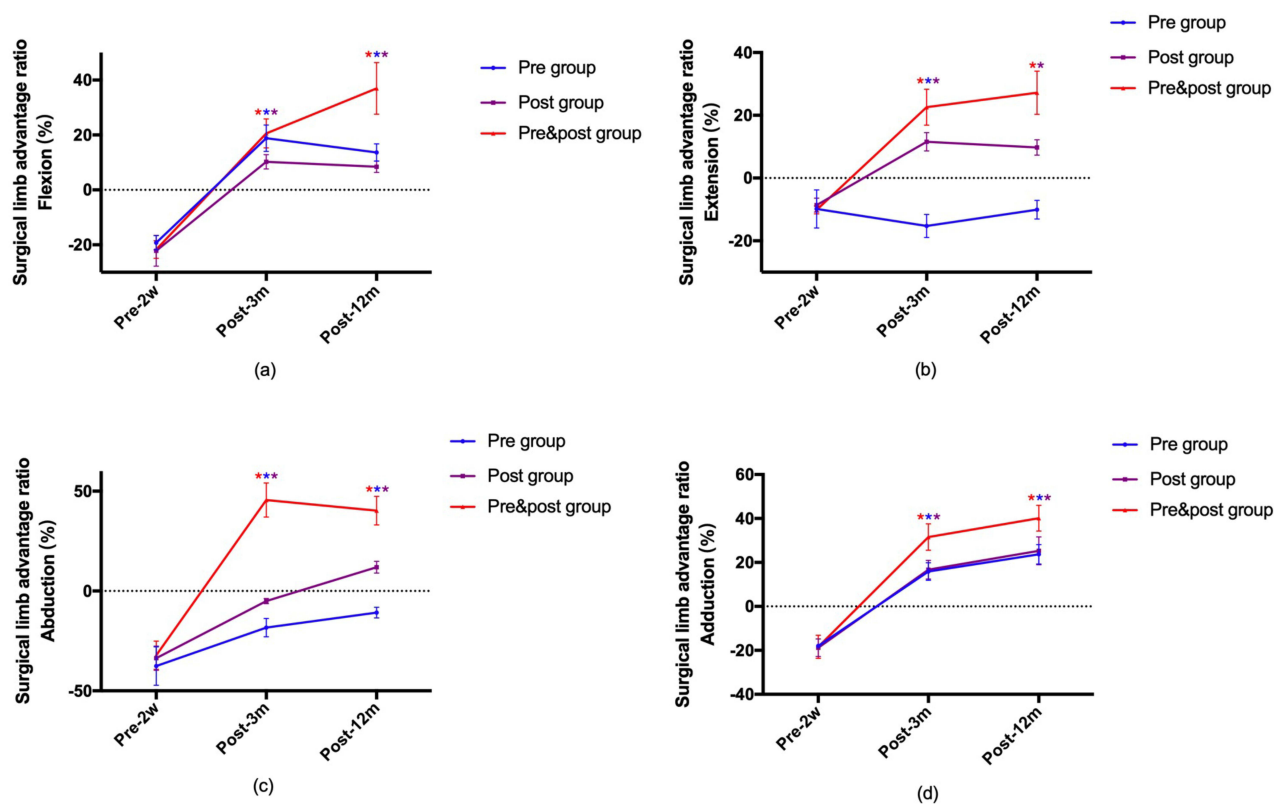 Surgical limb advantage ratio
Flexion (%)
40
20
0
-20
***
***
Pre group
Post group
Pre&post group
Pre-2w
Post-3m
Post-12m
(a)
Surgical limb advantage ratio
Extension (%)
40
20
0
-20
***
**
Pre group
Post group
Pre&post group
Pre-2w
Post-3m
Post-12m
(b)
Surgical limb advantage ratio
Abduction (%)
50
0
-50
***
***
Pre group
Post group
Pre&post group
Pre-2w
Post-3m
Post-12m
(c)
Surgical limb advantage ratio
Adduction (%)
60
40
20
0
-20
-40
***
***
Pre group
Post group
Pre&post group
Pre-2w
Post-3m
Post-12m
(d)